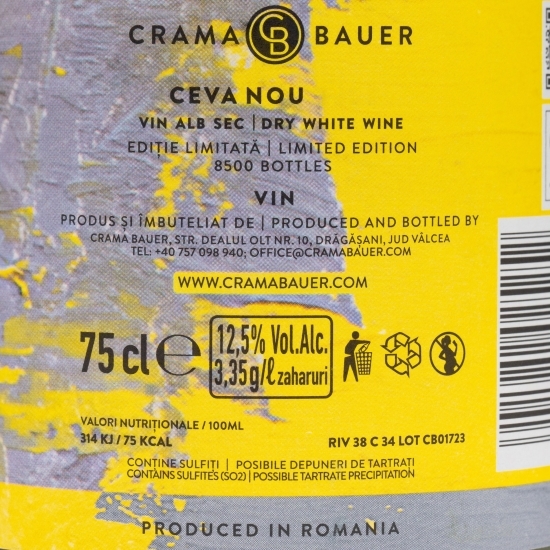 CRAMA CB BAUER
CEVA NOU
VIN ALB SEC | DRY WHITE WINE
EDIȚIE LIMITATĂ | LIMITED EDITION
8500 BOTTLES
VIN
PRODUS ȘI ÎMBUTELIAT DE | PRODUCED AND BOTTLED BY
CRAMA BAUER, STR. DEALUL OLT NR. 10, DRĂGĂȘANI, JUD VÂLCEA
TEL: +40 757 098 940; OFFICE@CRAMABAUER.COM
WWW.CRAMABAUER.COM
75 cl ℮
12,5% Vol.Alc.
3,35g/ℓ zaharuri
VALORI NUTRIȚIONALE / 100ML
314 KJ / 75 KCAL
RIV 38 C 34 LOT CB01723
CONȚINE SULFIȚI | POSIBILE DEPUNERI DE TARTRAȚI
CONTAINS SULFITES (SO2) | POSSIBLE TARTRATE PRECIPITATION
PRODUCED IN ROMANIA